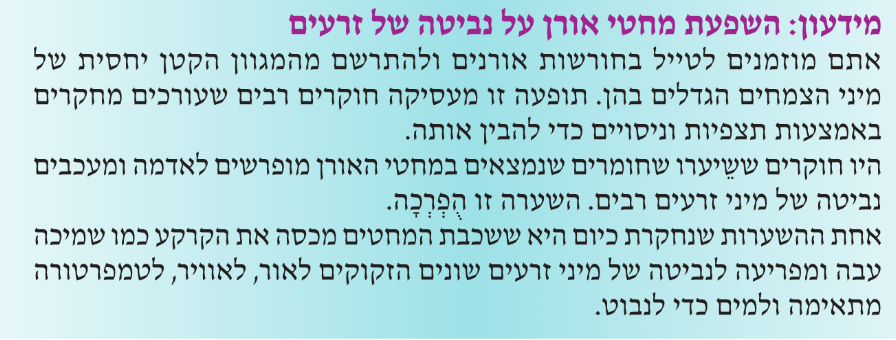 מידעון: השפעת מחטי אורן על נביטה של זרעים
אתם מוזמנים לטייל בחורשות אורנים ולהתרשם מהמגוון הקטן יחסית של
מיני הצמחים הגדלים בהן. תופעה זו מעסיקה חוקרים רבים שעורכים מחקרים
באמצעות תצפיות וניסויים כדי להבין אותה.
היו חוקרים ששֵיערו שחומרים שנמצאים במחטי האורן מופרשים לאדמה ומעכבים
נביטה של מיני זרעים רבים. השערה זו הֻפְרְכָה.
אחת ההשערות שנחקרת כיום היא ששכבת המחטים מכסה את הקרקע כמו שמיכה
עבה ומפריעה לנביטה של מיני זרעים שונים הזקוקים לאור, לאוויר, לטמפרטורה
מתאימה ולמים כדי לנבוט.